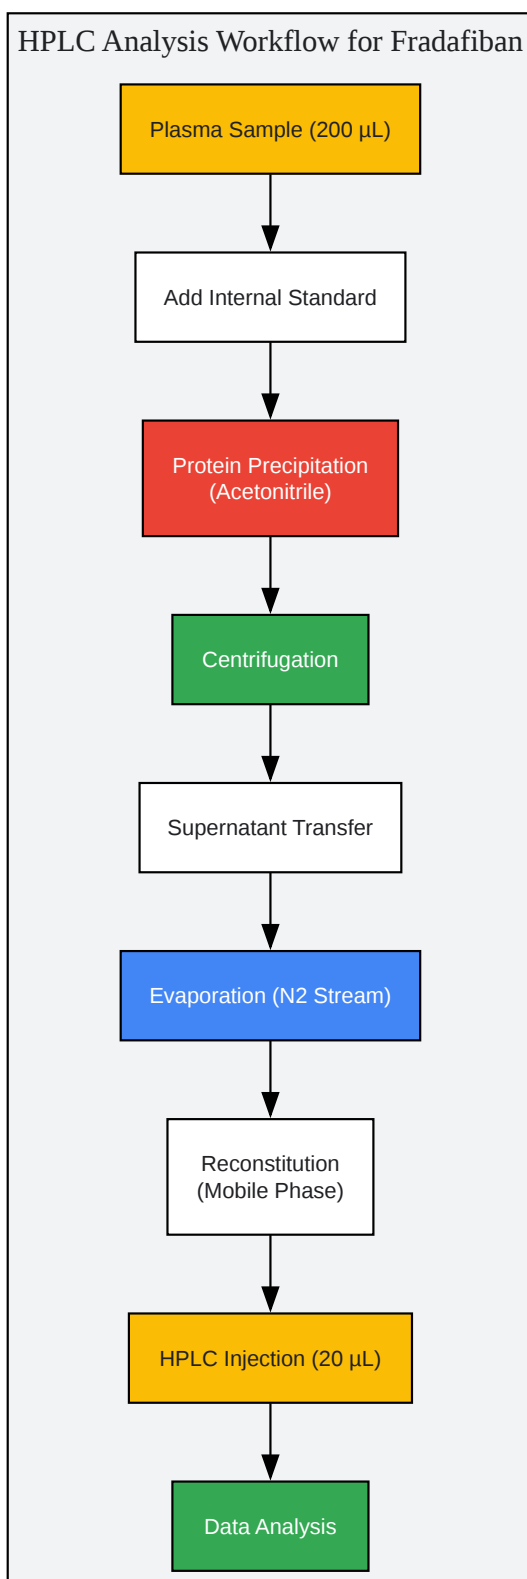 HPLC Analysis Workflow for Fradafiban
Plasma Sample (200 µL)
Add Internal Standard
Protein Precipitation
(Acetonitrile)
Centrifugation
Supernatant Transfer
Evaporation (N2 Stream)
Reconstitution
(Mobile Phase)
HPLC Injection (20 µL)
Data Analysis